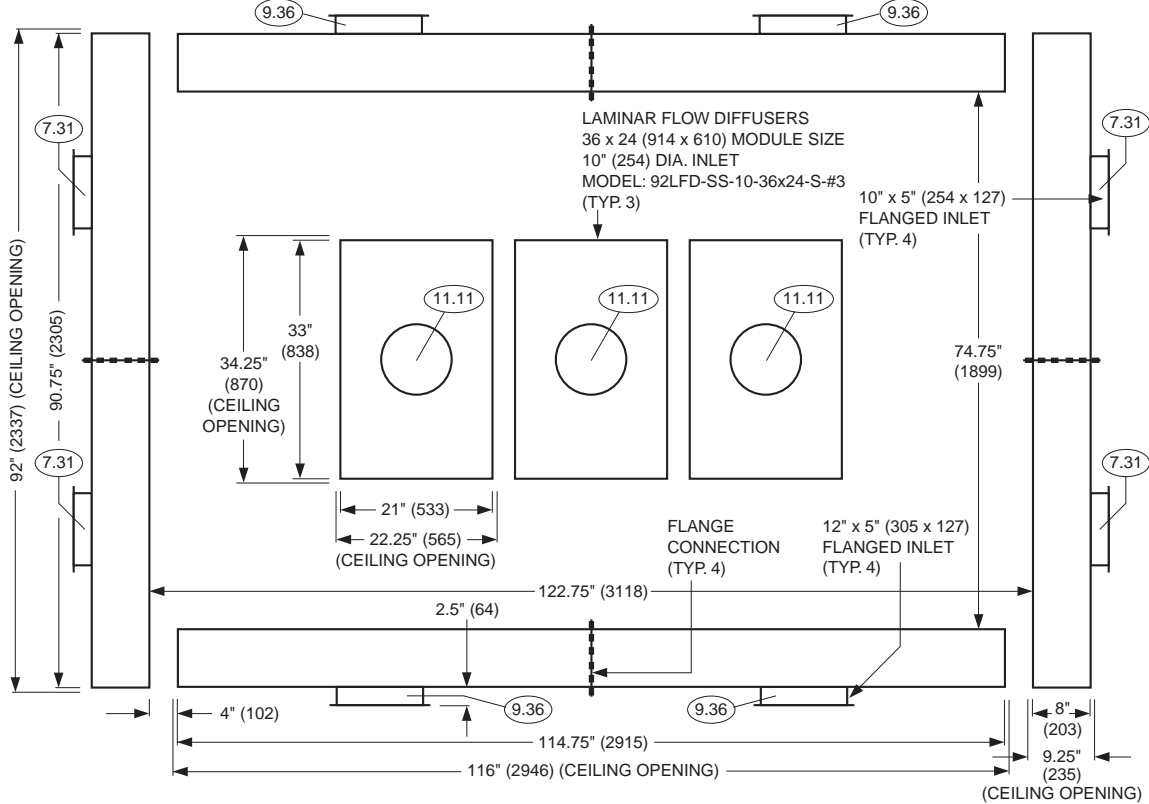 9.36
9.36
7.31
7.31
LAMINAR FLOW DIFFUSERS
36 x 24 (914 x 610) MODULE SIZE
10" (254) DIA. INLET
MODEL: 92LFD-SS-10-36x24-S-#3
(TYP. 3)
10" x 5" (254 x 127)
FLANGED INLET
(TYP. 4)
92" (2337) (CEILING OPENING)
90.75" (2305)
11.11
11.11
11.11
33"
(838)
34.25"
(870)
(CEILING
OPENING)
74.75"
(1899)
7.31
7.31
21" (533)
22.25" (565)
(CEILING OPENING)
FLANGE
CONNECTION
(TYP. 4)
12" x 5" (305 x 127)
FLANGED INLET
(TYP. 4)
122.75" (3118)
2.5" (64)
9.36
9.36
4" (102)
8"
(203)
114.75" (2915)
116" (2946) (CEILING OPENING)
9.25"
(235)
(CEILING OPENING)